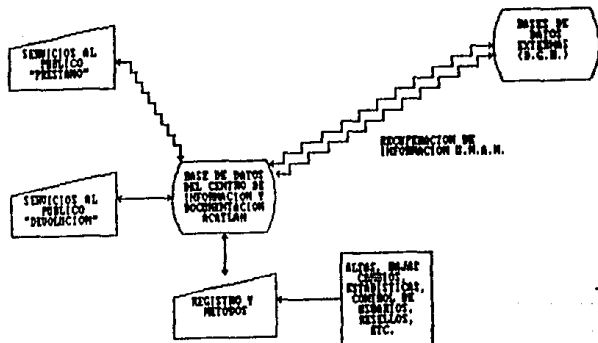 SERVICIOS AL
PUBLICO
"PRESTAMO"
BASES DE
DATOS
EXTERNAS
(D.G.B.)
RECUPERACION DE
INFORMACION U.N.A.M.
BASE DE DATOS
DEL CENTRO DE
INFORMACION Y
DOCUMENTACION
ACATLAN
SERVICIOS AL
PUBLICO
"DEVOLUCION"
REGISTRO Y
METODOS
ALTAS, BAJAS
CAMBIOS,
ESTADISTICAS,
CONTROL DE
USUARIOS,
RESELLOS,
ETC.